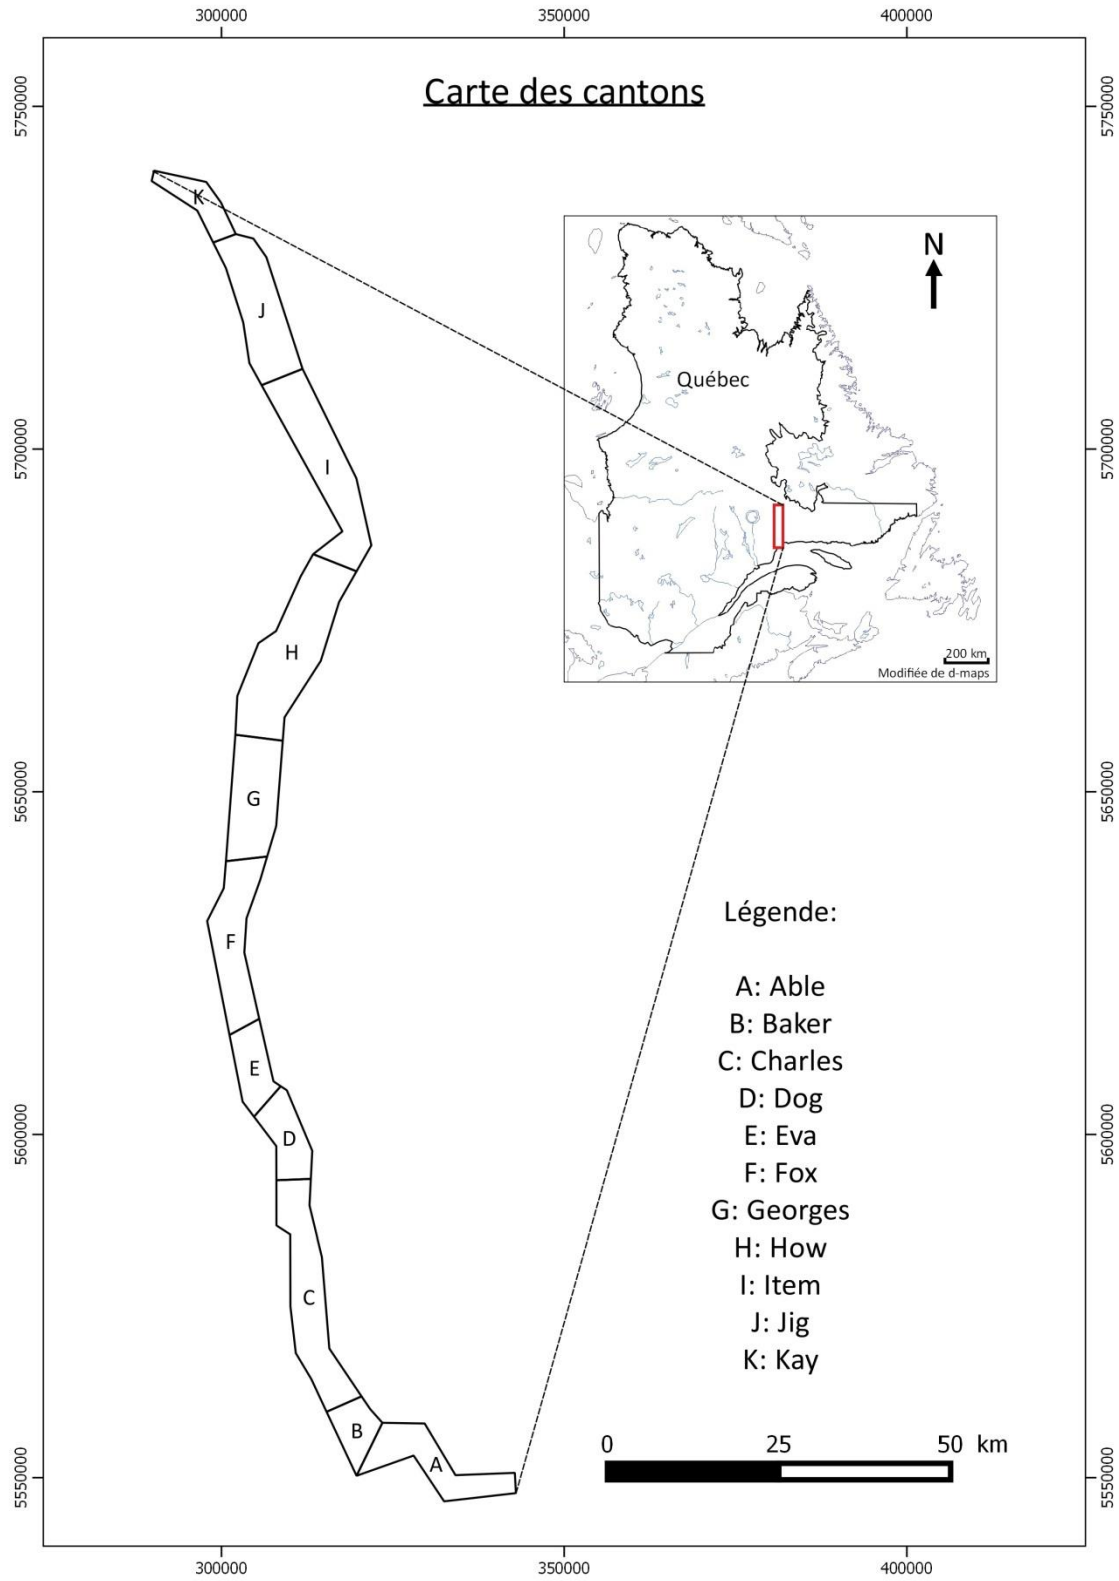 300000
350000
400000
Carte des cantons
5750000
5750000
K
N
J
Québec
5700000
5700000
I
H
200 km
Modifiée de d-maps
5650000
5650000
G
F
Légende:
A: Able
B: Baker
C: Charles
D: Dog
E: Eva
F: Fox
G: Georges
H: How
I: Item
J: Jig
K: Kay
E
D
5600000
5600000
C
B
A
0 25 50 km
5550000
5550000
300000
350000
400000